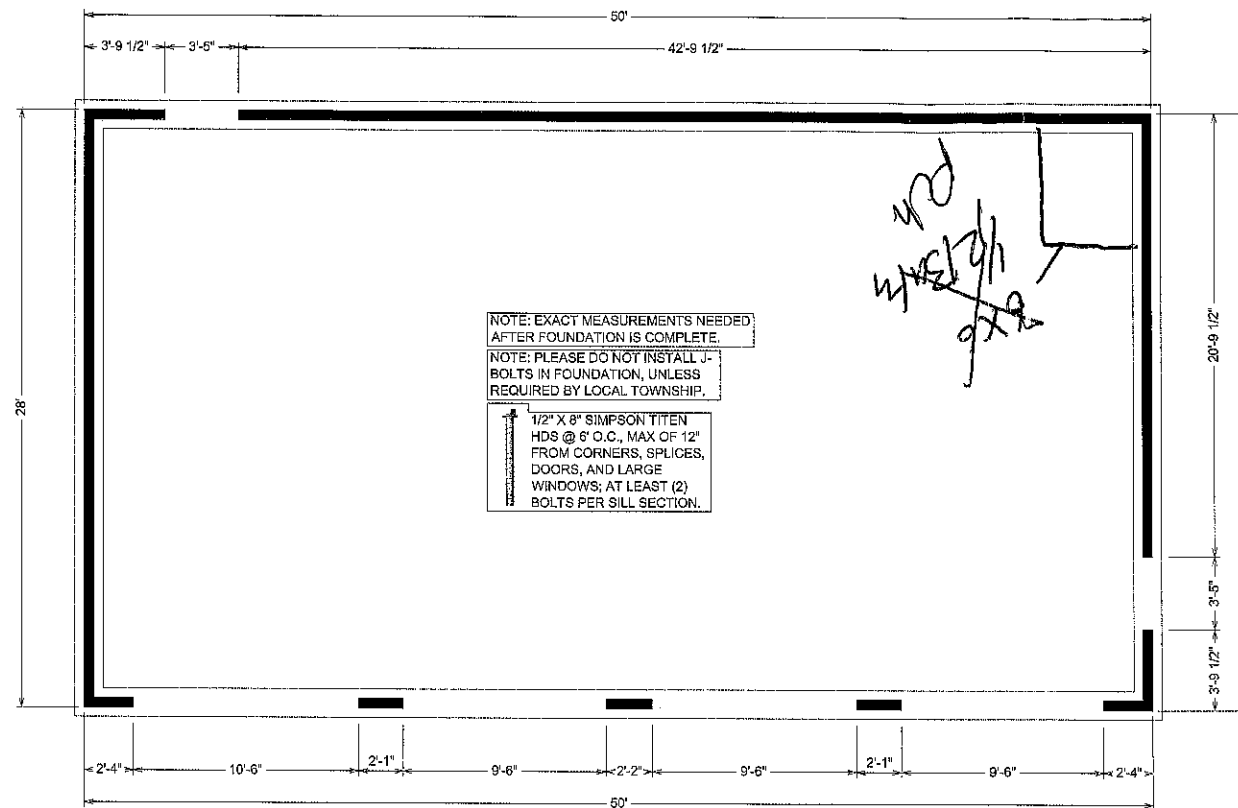 50'
3'-9 1/2" 3'-5" 42'-9 1/2"
28'
20'-9 1/2"
3'-5"
3'-9 1/2"
NOTE: EXACT MEASUREMENTS NEEDED
AFTER FOUNDATION IS COMPLETE.
NOTE: PLEASE DO NOT INSTALL J-
BOLTS IN FOUNDATION, UNLESS
REQUIRED BY LOCAL TOWNSHIP.
1/2" X 8" SIMPSON TITEN
HDS @ 6' O.C., MAX OF 12"
FROM CORNERS, SPLICES,
DOORS, AND LARGE
WINDOWS; AT LEAST (2)
BOLTS PER SILL SECTION.
2'-4" 10'-6" 2'-1" 9'-6" 2'-2" 9'-6" 2'-1" 9'-6" 2'-4"
50'